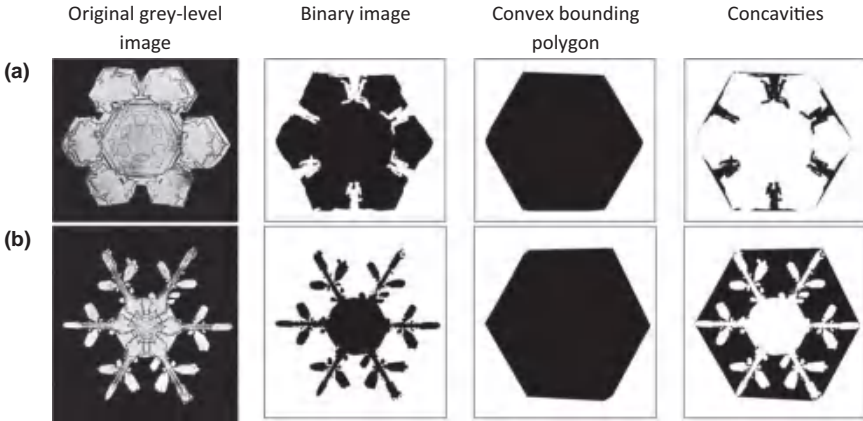 Original grey-level image
Binary image
Convex bounding polygon
Concavities
(a)
(b)